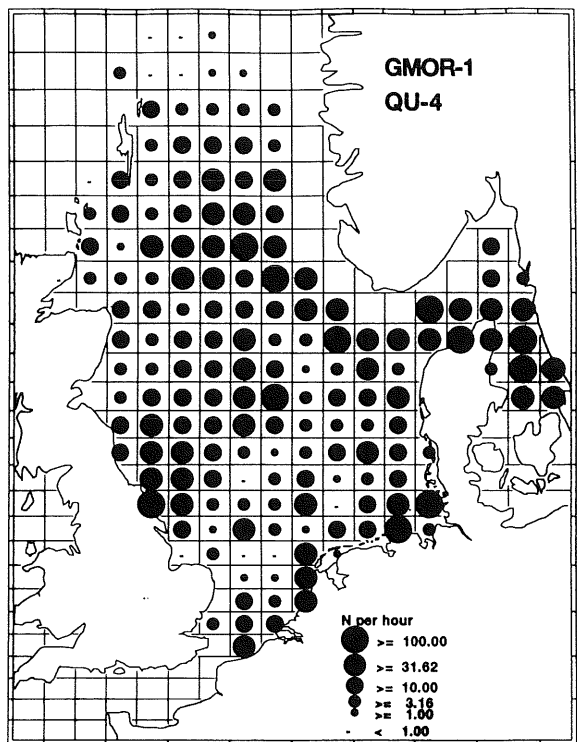 GMOR-1
QU-4
N per hour
>= 100.00
>= 31.62
>= 10.00
>= 3.16
>= 1.00
- < 1.00